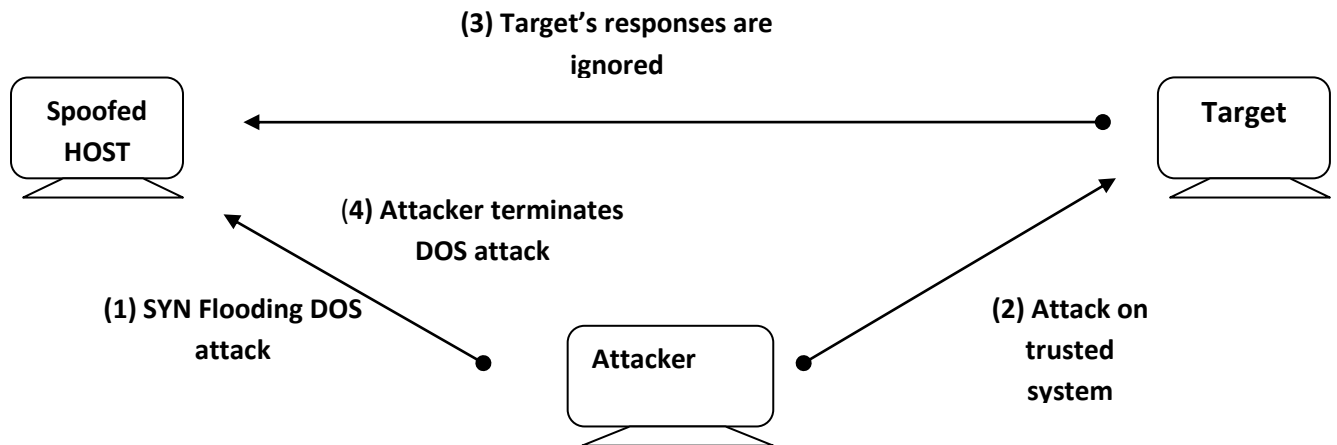 (3) Target's responses are
ignored
Spoofed
HOST
Target
(4) Attacker terminates
DOS attack
(1) SYN Flooding DOS
attack
(2) Attack on
trusted
system
Attacker